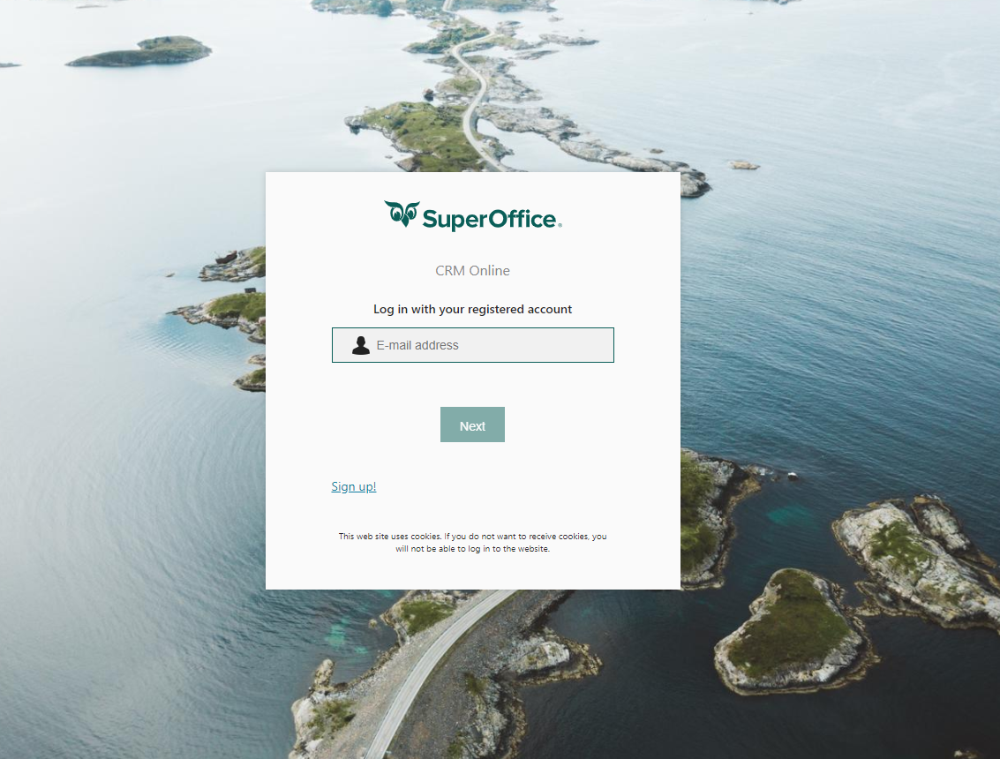 SuperOffice®
CRM Online
Log in with your registered account
E-mail address
Next
Sign up!
This web site uses cookies. If you do not want to receive cookies, you
will not be able to log in to the website.